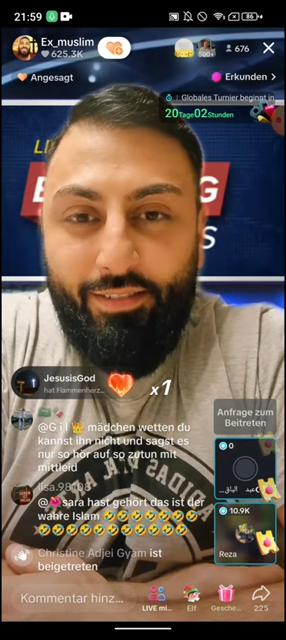 21:59
86
Ex_muslim
625.3K
500+
676
Angesagt
Erkunden
Globales Turnier beginnt in
20Tage02Stunden
JesusisGod
hat Flammenherz...
x1
@G i l 👑 mädchen wetten du
kannst ihn nicht und sagst es
nur so hör auf so zutun mit
mitleid
lisa.98108
@🌺sara hast gehört das ist der
wahre Islam 🤣🤣🤣🤣🤣🤣🤣
🤣🤣🤣🤣🤣🤣🤣🤣🤣🤣
Christine Adjei Gyam ist
beigetreten
Anfrage zum
Beitreten
0
10.9K
Reza
Kommentar hinz...
LIVE mi...
Elf
Gesche...
225